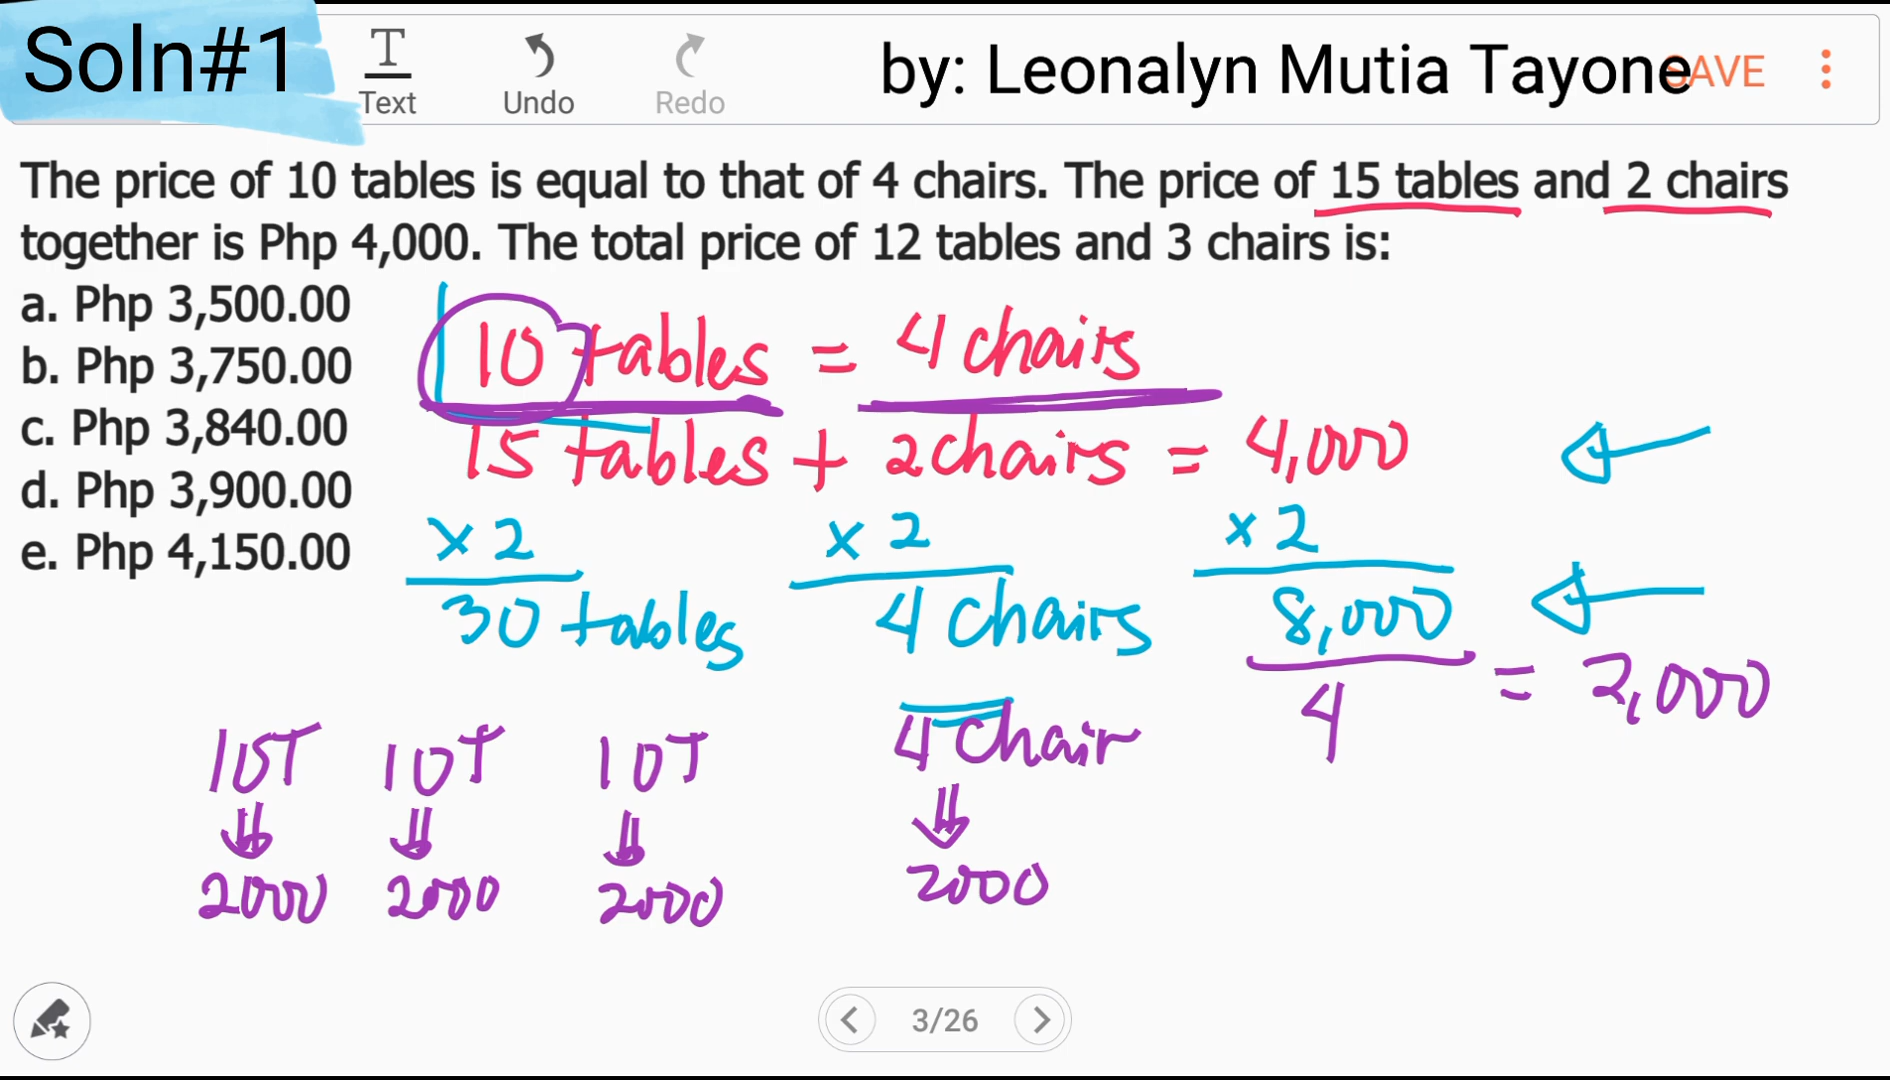 Soln#1
Text
Undo
Redo
by: Leonalyn Mutia Tayone
SAVE
The price of 10 tables is equal to that of 4 chairs. The price of 15 tables and 2 chairs
together is Php 4,000. The total price of 12 tables and 3 chairs is:
a. Php 3,500.00
b. Php 3,750.00
c. Php 3,840.00
d. Php 3,900.00
e. Php 4,150.00
10 tables = 4 chairs
15 tables + 2 chairs = 4,000
x 2 x 2 x 2
30 tables 4 chairs 8,000
4 = 2,000
10T 10T 10T 4 chair
2000 2000 2000 2000
3/26